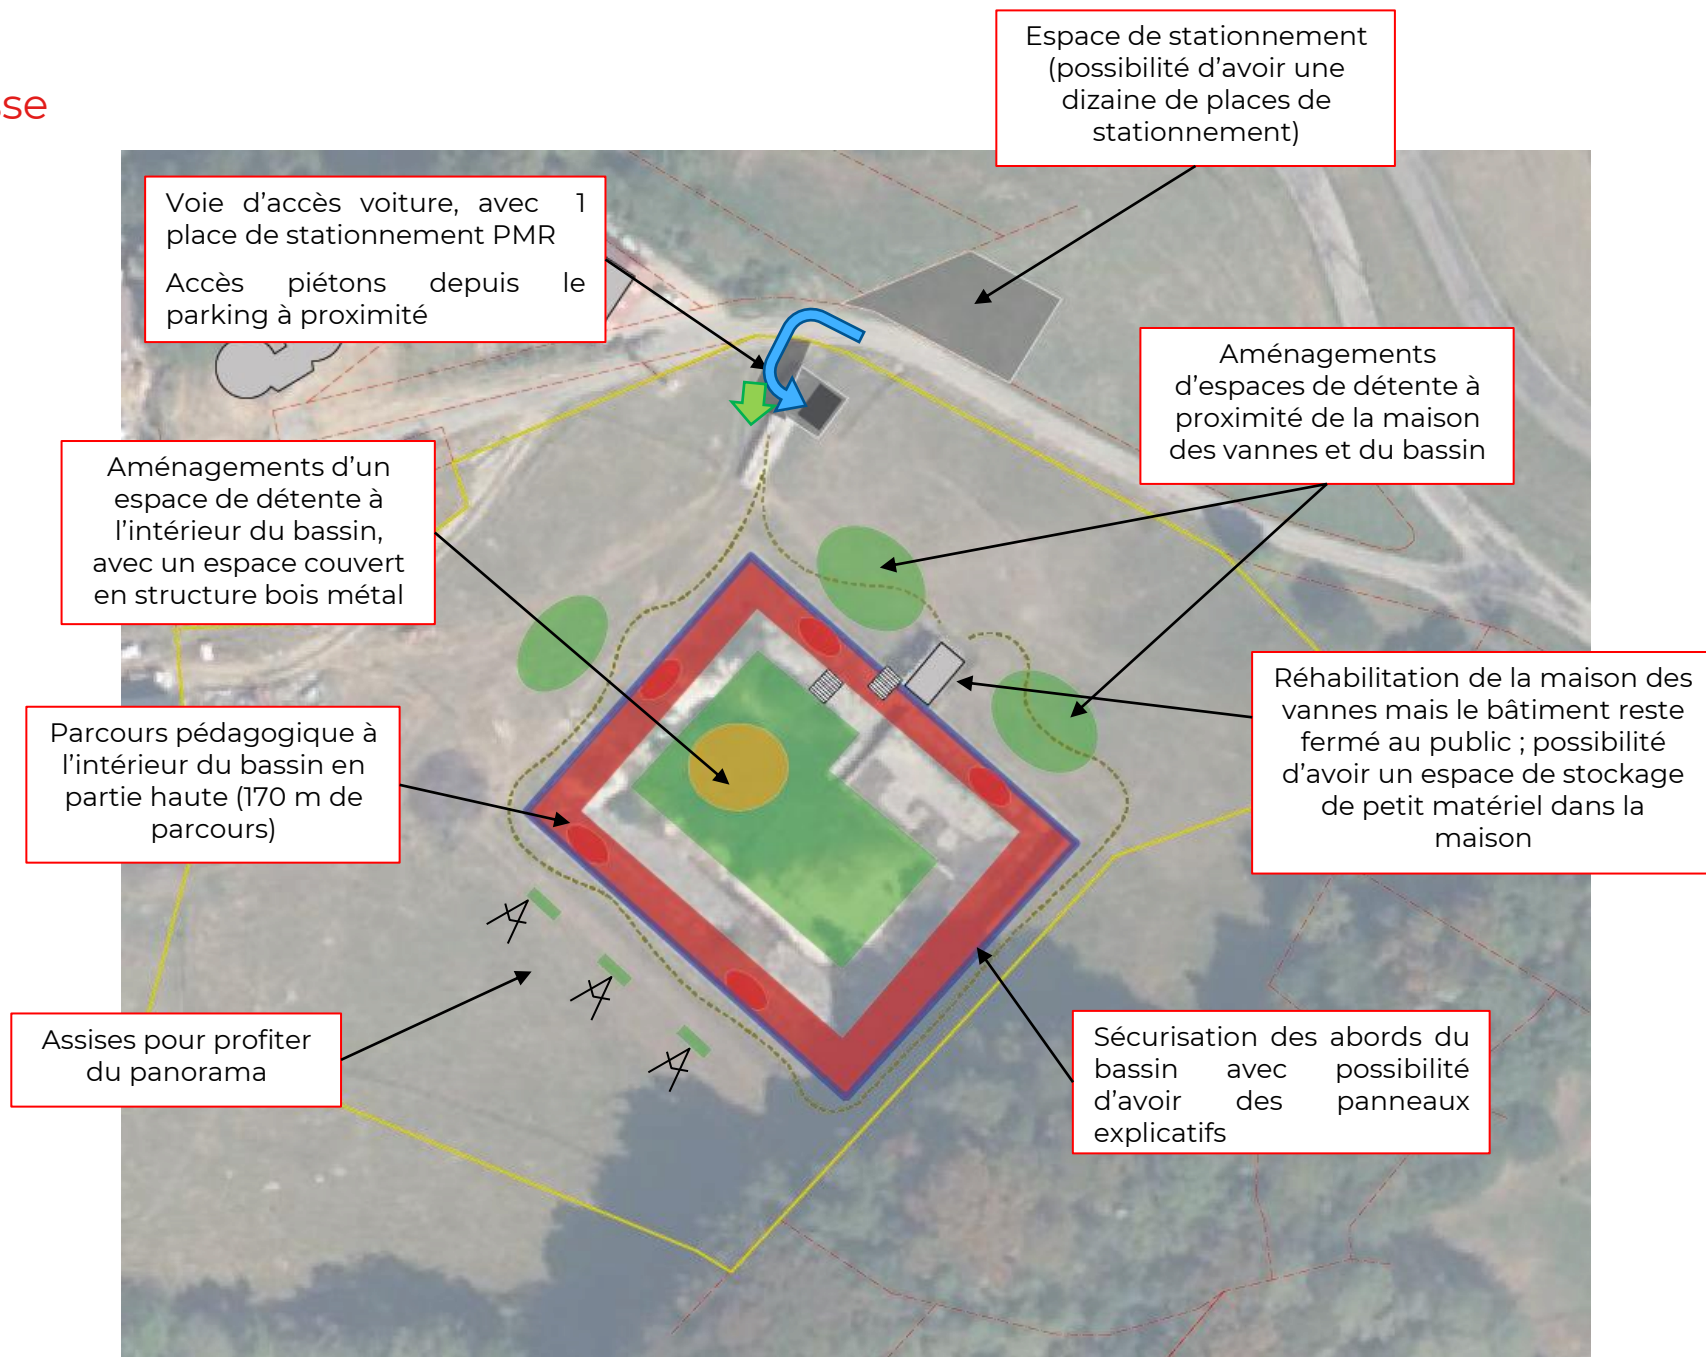 sse
Espace de stationnement
(possibilité d'avoir une
dizaine de places de
stationnement)
Voie d'accès voiture, avec 1
place de stationnement PMR
Accès piétons depuis le
parking à proximité
Aménagements
d'espaces de détente à
proximité de la maison
des vannes et du bassin
Aménagements d'un
espace de détente à
l'intérieur du bassin,
avec un espace couvert
en structure bois métal
Réhabilitation de la maison des
vannes mais le bâtiment reste
fermé au public ; possibilité
d'avoir un espace de stockage
de petit matériel dans la
maison
Parcours pédagogique à
l'intérieur du bassin en
partie haute (170 m de
parcours)
Assises pour profiter
du panorama
Sécurisation des abords du
bassin avec possibilité
d'avoir des panneaux
explicatifs